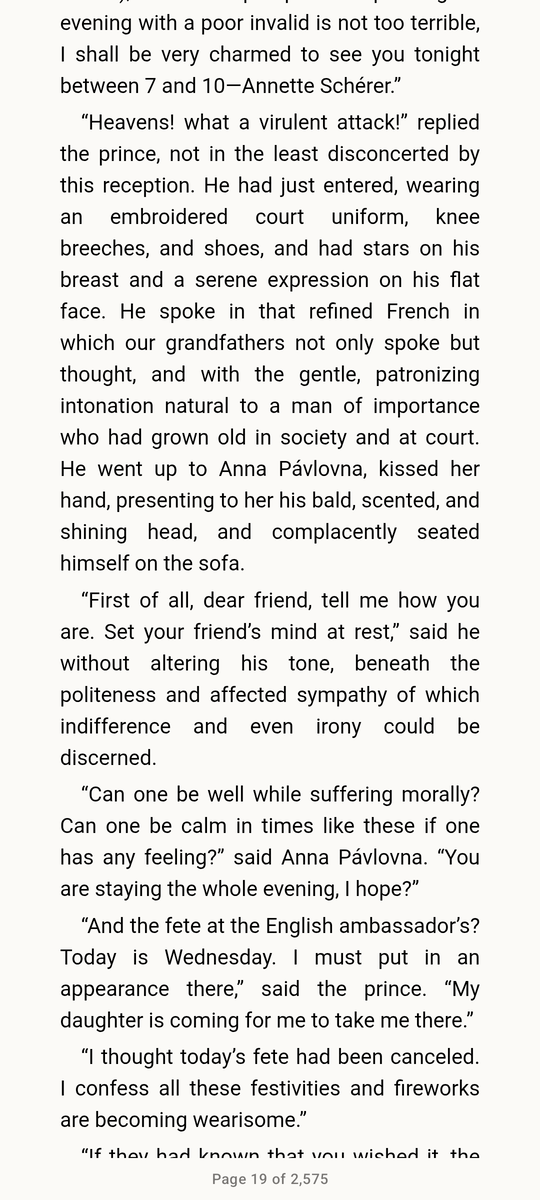 evening with a poor invalid is not too terrible,
I shall be very charmed to see you tonight
between 7 and 10—Annette Schérer.”
“Heavens! what a virulent attack!” replied
the prince, not in the least disconcerted by
this reception. He had just entered, wearing
an embroidered court uniform, knee
breeches, and shoes, and had stars on his
breast and a serene expression on his flat
face. He spoke in that refined French in
which our grandfathers not only spoke but
thought, and with the gentle, patronizing
intonation natural to a man of importance
who had grown old in society and at court.
He went up to Anna Pávlovna, kissed her
hand, presenting to her his bald, scented, and
shining head, and complacently seated
himself on the sofa.
“First of all, dear friend, tell me how you
are. Set your friend’s mind at rest,” said he
without altering his tone, beneath the
politeness and affected sympathy of which
indifference and even irony could be
discerned.
“Can one be well while suffering morally?
Can one be calm in times like these if one
has any feeling?” said Anna Pávlovna. “You
are staying the whole evening, I hope?”
“And the fete at the English ambassador’s?
Today is Wednesday. I must put in an
appearance there,” said the prince. “My
daughter is coming for me to take me there.”
“I thought today’s fete had been canceled.
I confess all these festivities and fireworks
are becoming wearisome.”
“If they had known that you wished it, the
Page 19 of 2,575